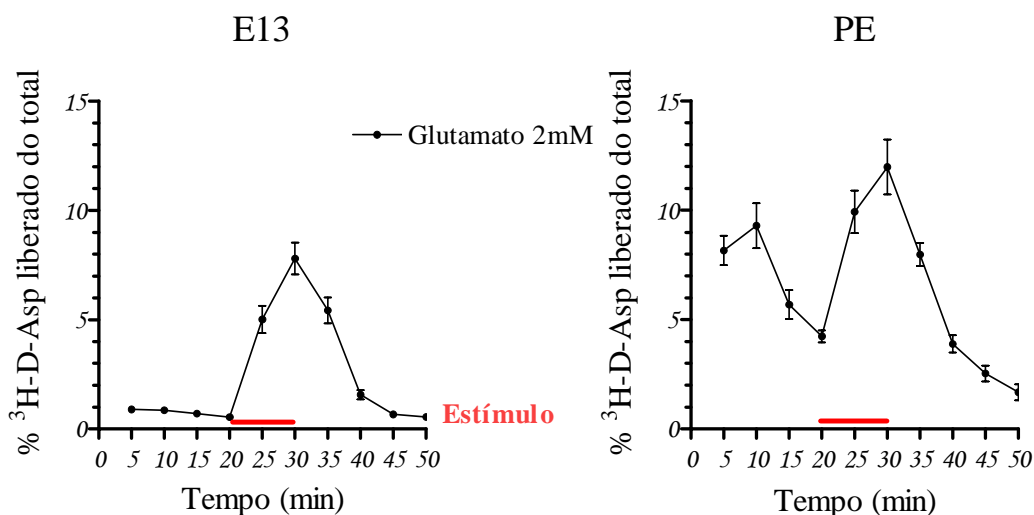 E13
% ³H-D-Asp liberado do total
15
10
5
0
0 5 10 15 20 25 30 35 40 45 50
Tempo (min)
Glutamato 2mM
Estímulo
PE
% ³H-D-Asp liberado do total
15
10
5
0
0 5 10 15 20 25 30 35 40 45 50
Tempo (min)